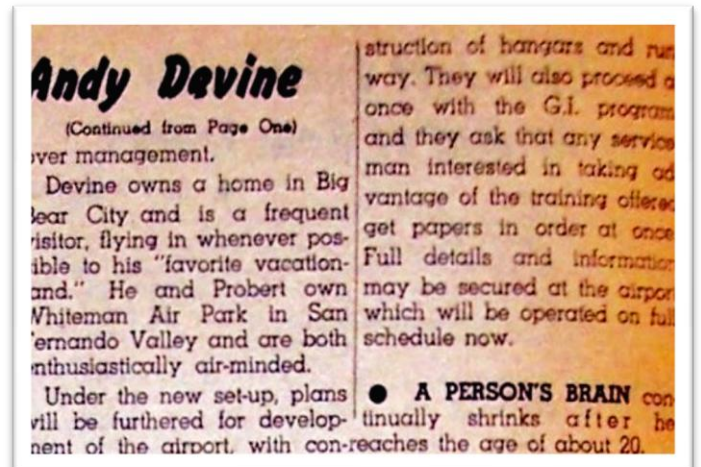 Andy Devine
(Continued from Page One)
over management.
Devine owns a home in Big
Bear City and is a frequent
visitor, flying in whenever pos-
sible to his "favorite vacation-
land." He and Probert own
Whiteman Air Park in San
Fernando Valley and are both
enthusiastically air-minded.
Under the new set-up, plans
will be furthered for develop-
ment of the airport, with con-
struction of hangars and run
way. They will also proceed a
once with the G.I. program
and they ask that any service
man interested in taking ad
vantage of the training offered
get papers in order at once
Full details and information
may be secured at the airport
which will be operated on full
schedule now.
● A PERSON'S BRAIN con-
tinually shrinks after he
reaches the age of about 20.